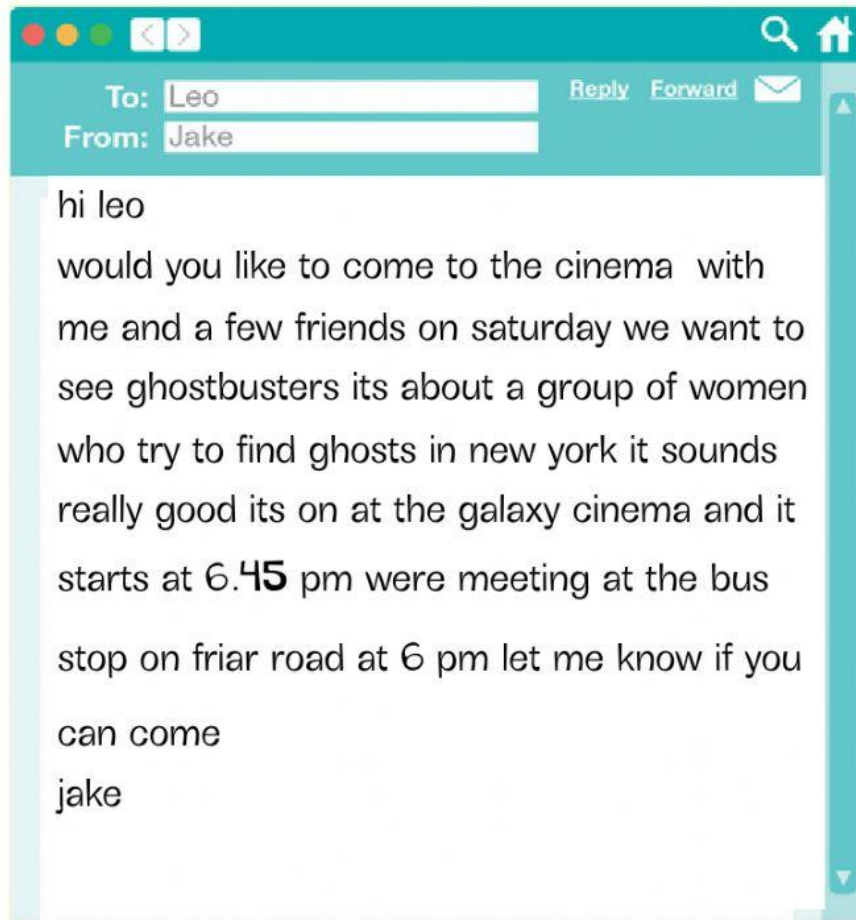 To: Leo
Reply Forward
From: Jake
hi leo
would you like to come to the cinema with
me and a few friends on saturday we want to
see ghostbusters its about a group of women
who try to find ghosts in new york it sounds
really good its on at the galaxy cinema and it
starts at 6.45 pm were meeting at the bus
stop on friar road at 6 pm let me know if you
can come
jake